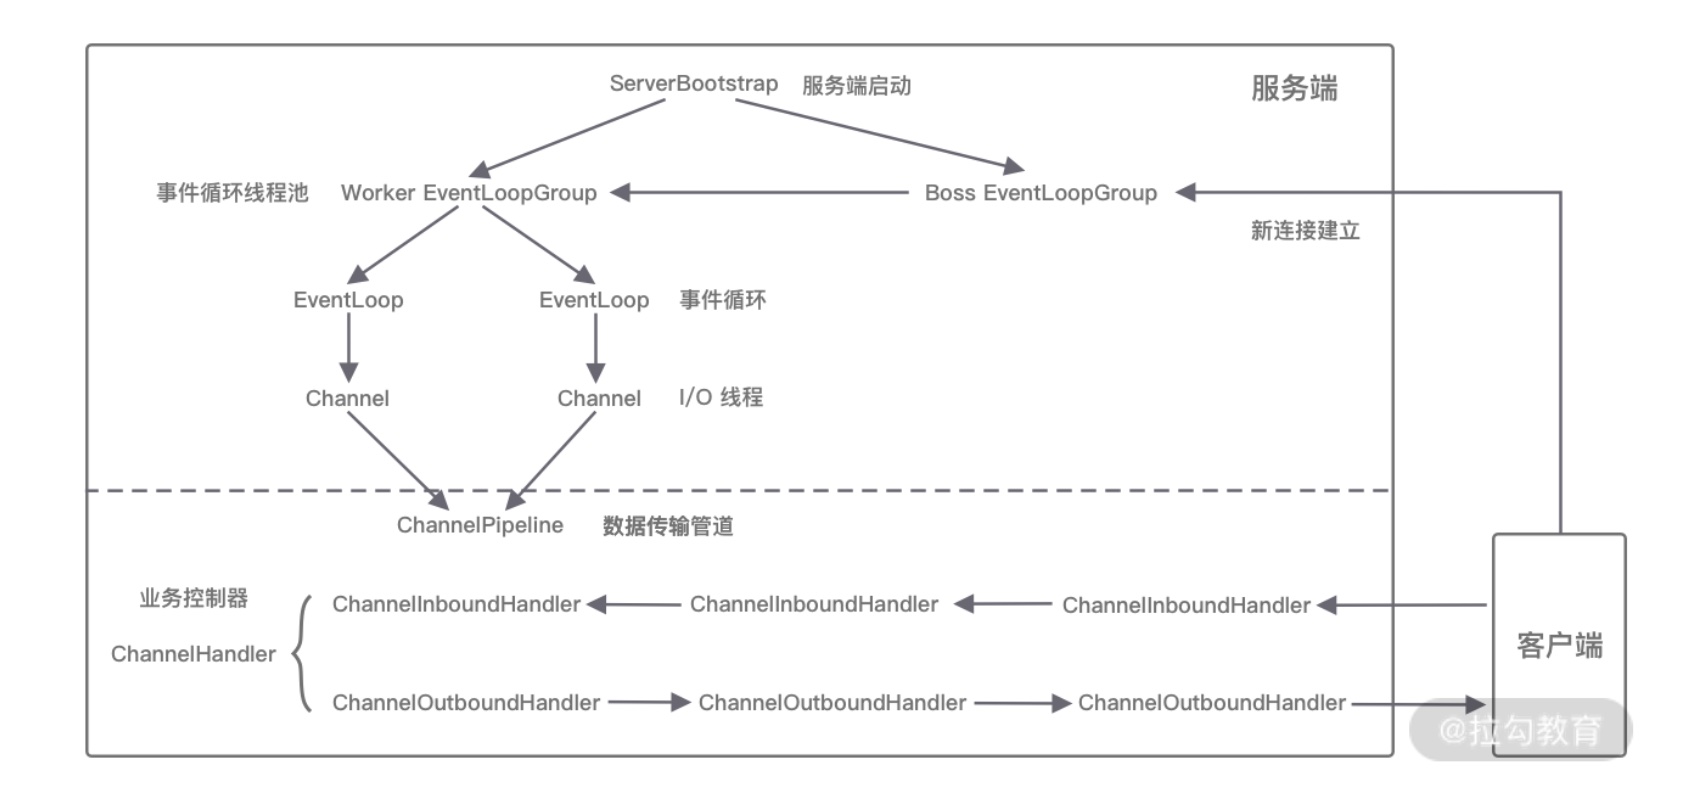 ServerBootstrap 服务端启动
服务端
事件循环线程池 Worker EventLoopGroup
Boss EventLoopGroup
新连接建立
EventLoop
EventLoop 事件循环
Channel
Channel I/O 线程
ChannelPipeline 数据传输管道
业务控制器
ChannelHandler
ChannelInboundHandler ChannelInboundHandler ChannelInboundHandler
ChannelOutboundHandler ChannelOutboundHandler ChannelOutboundHandler
客户端
@拉勾教育